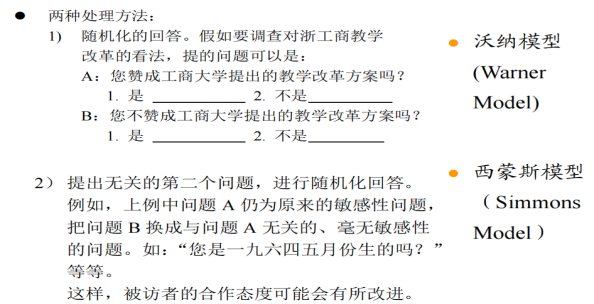 ● 两种处理方法：
1) 随机化的回答。假如要调查对浙工商教学
改革的看法，提的问题可以是：
A：您赞成工商大学提出的教学改革方案吗？
1. 是 __________ 2. 不是__________
B：您不赞成工商大学提出的教学改革方案吗？
1. 是 __________ 2. 不是__________
2） 提出无关的第二个问题，进行随机化回答。
例如，上例中问题 A 仍为原来的敏感性问题，
把问题 B 换成与问题 A 无关的、毫无敏感性
的问题。如：“您是一九六四五月份生的吗？”
等等。
这样，被访者的合作态度可能会有所改进。
● 沃纳模型
(Warner
Model)
● 西蒙斯模型
（Simmons
Model）